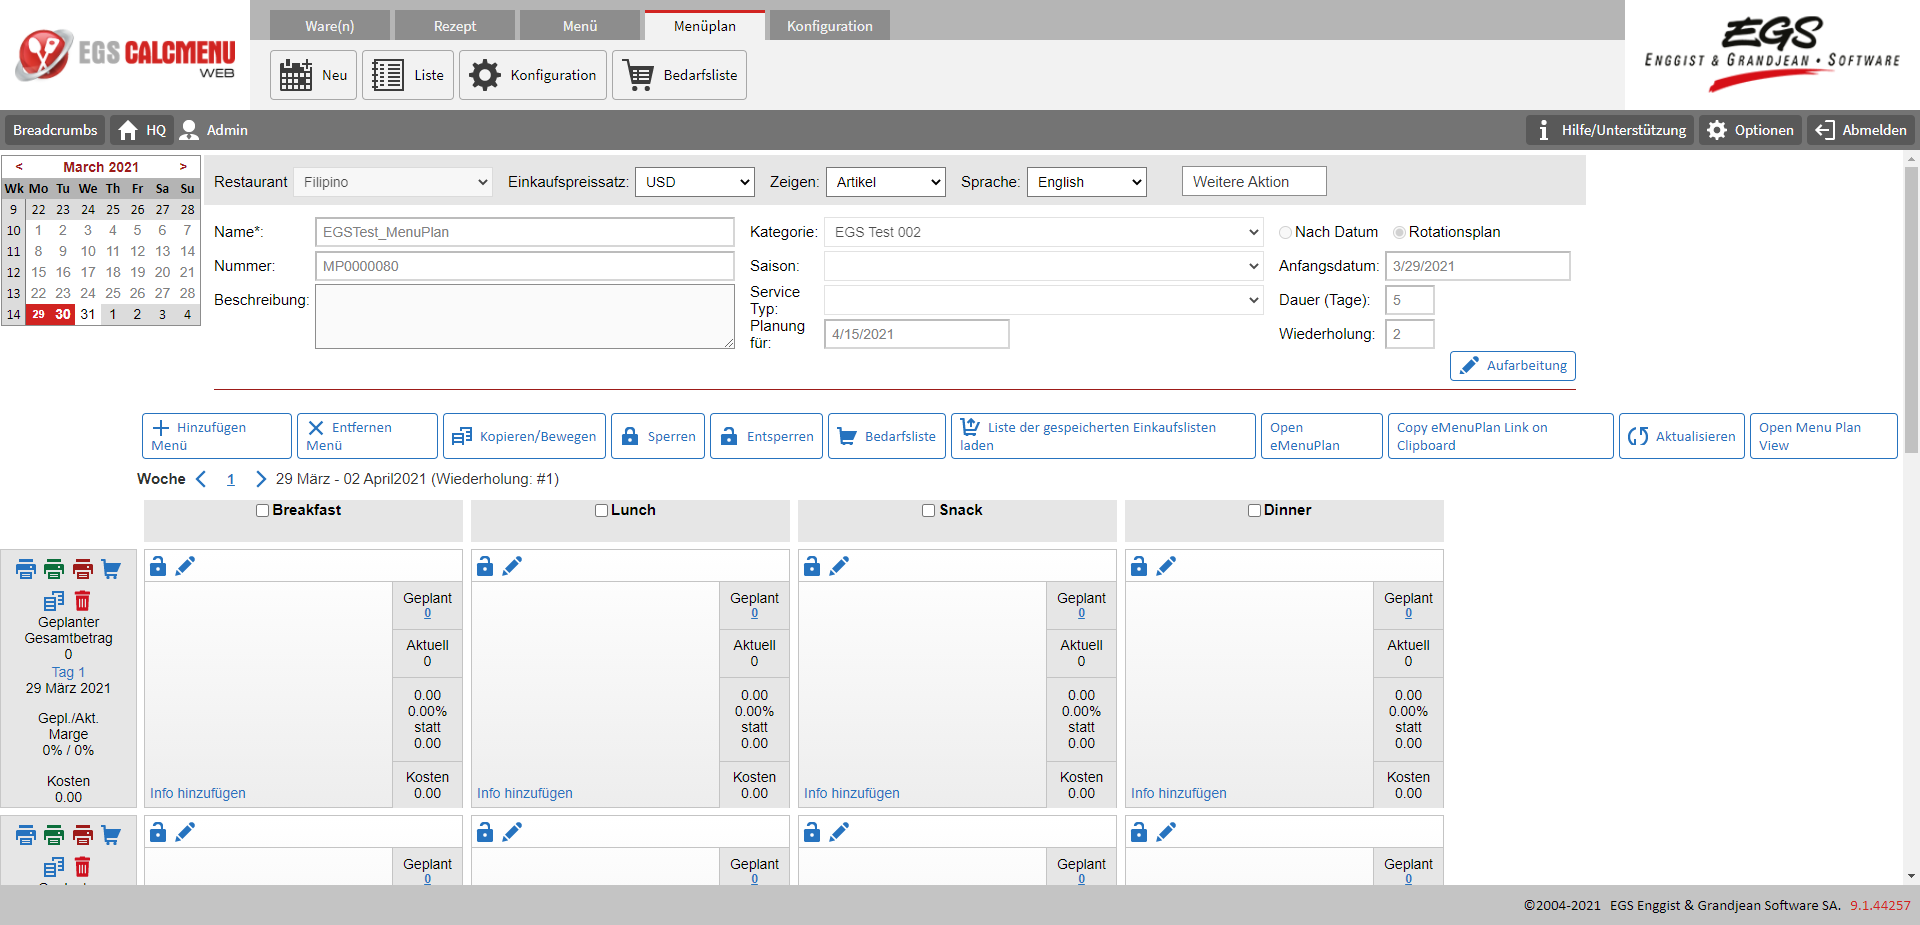 EGS CALCMENU
WEB
Ware(n) Rezept Menü Menüplan Konfiguration
Neu Liste Konfiguration Bedarfsliste
EGS
ENGGIST & GRANDJEAN • SOFTWARE
Breadcrumbs HQ Admin Hilfe/Unterstützung Optionen Abmelden
< March 2021 >
Wk Mo Tu We Th Fr Sa Su
9 22 23 24 25 26 27 28
10 1 2 3 4 5 6 7
11 8 9 10 11 12 13 14
12 15 16 17 18 19 20 21
13 22 23 24 25 26 27 28
14 29 30 31 1 2 3 4
Restaurant Filipino Einkaufspreissatz: USD Zeigen: Artikel Sprache: English Weitere Aktion
Name*: EGSTest_MenuPlan Kategorie: EGS Test 002 Nach Datum Rotationsplan
Nummer: MP0000080 Saison: Anfangsdatum: 3/29/2021
Beschreibung: Service Typ: Dauer (Tage): 5
Planung für: 4/15/2021 Wiederholung: 2
Aufarbeitung
Hinzufügen Menü
Entfernen Menü
Kopieren/Bewegen
Sperren
Entsperren
Bedarfsliste
Liste der gespeicherten Einkaufslisten laden
Open eMenuPlan
Copy eMenuPlan Link on Clipboard
Aktualisieren
Open Menu Plan View
Woche 1 29 März - 02 April2021 (Wiederholung: #1)
Breakfast Lunch Snack Dinner
Geplanter
Gesamtbetrag
0
Tag 1
29 März 2021
Gepl./Akt.
Marge
0% / 0%
Kosten
0.00
Geplant
0
Aktuell
0
0.00
0.00%
statt
0.00
Kosten
0.00
Info hinzufügen
Geplant
0
Aktuell
0
0.00
0.00%
statt
0.00
Kosten
0.00
Info hinzufügen
Geplant
0
Aktuell
0
0.00
0.00%
statt
0.00
Kosten
0.00
Info hinzufügen
Geplant
0
Aktuell
0
0.00
0.00%
statt
0.00
Kosten
0.00
Info hinzufügen
Geplant Geplant Geplant Geplant
0 0 0 0
©2004-2021 EGS Enggist & Grandjean Software SA. 9.1.44257